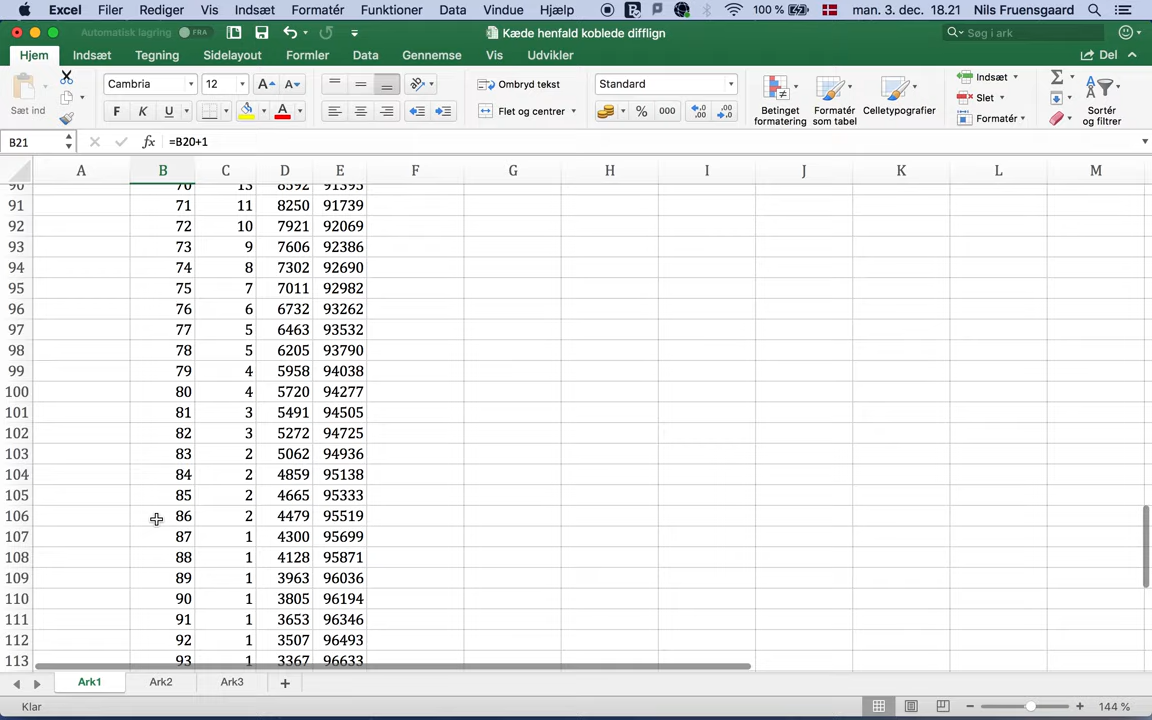 Excel Filer Rediger Vis Indsæt Formatér Funktioner Data Vindue Hjælp 100 % man. 3. dec. 18.21 Nils Fruensgaard
Automatisk lagring FRA Kæde henfald koblede difflign Søg i ark
Hjem Indsæt Tegning Sidelayout Formler Data Gennemse Vis Udvikler Del
Sæt ind Cambria 12 Ombryd tekst Standard Betinget formatering Formatér som tabel Celletypografier Indsæt Sortér og filtrer
Slet
F K U A Flet og centrer % 000 Formatér
B21 fx =B20+1
A B C D E F G H I J K L M
90 70 13 8592 91395
91 71 11 8250 91739
92 72 10 7921 92069
93 73 9 7606 92386
94 74 8 7302 92690
95 75 7 7011 92982
96 76 6 6732 93262
97 77 5 6463 93532
98 78 5 6205 93790
99 79 4 5958 94038
100 80 4 5720 94277
101 81 3 5491 94505
102 82 3 5272 94725
103 83 2 5062 94936
104 84 2 4859 95138
105 85 2 4665 95333
106 86 2 4479 95519
107 87 1 4300 95699
108 88 1 4128 95871
109 89 1 3963 96036
110 90 1 3805 96194
111 91 1 3653 96346
112 92 1 3507 96493
113 93 1 3367 96633
Ark1 Ark2 Ark3 +
Klar 144 %